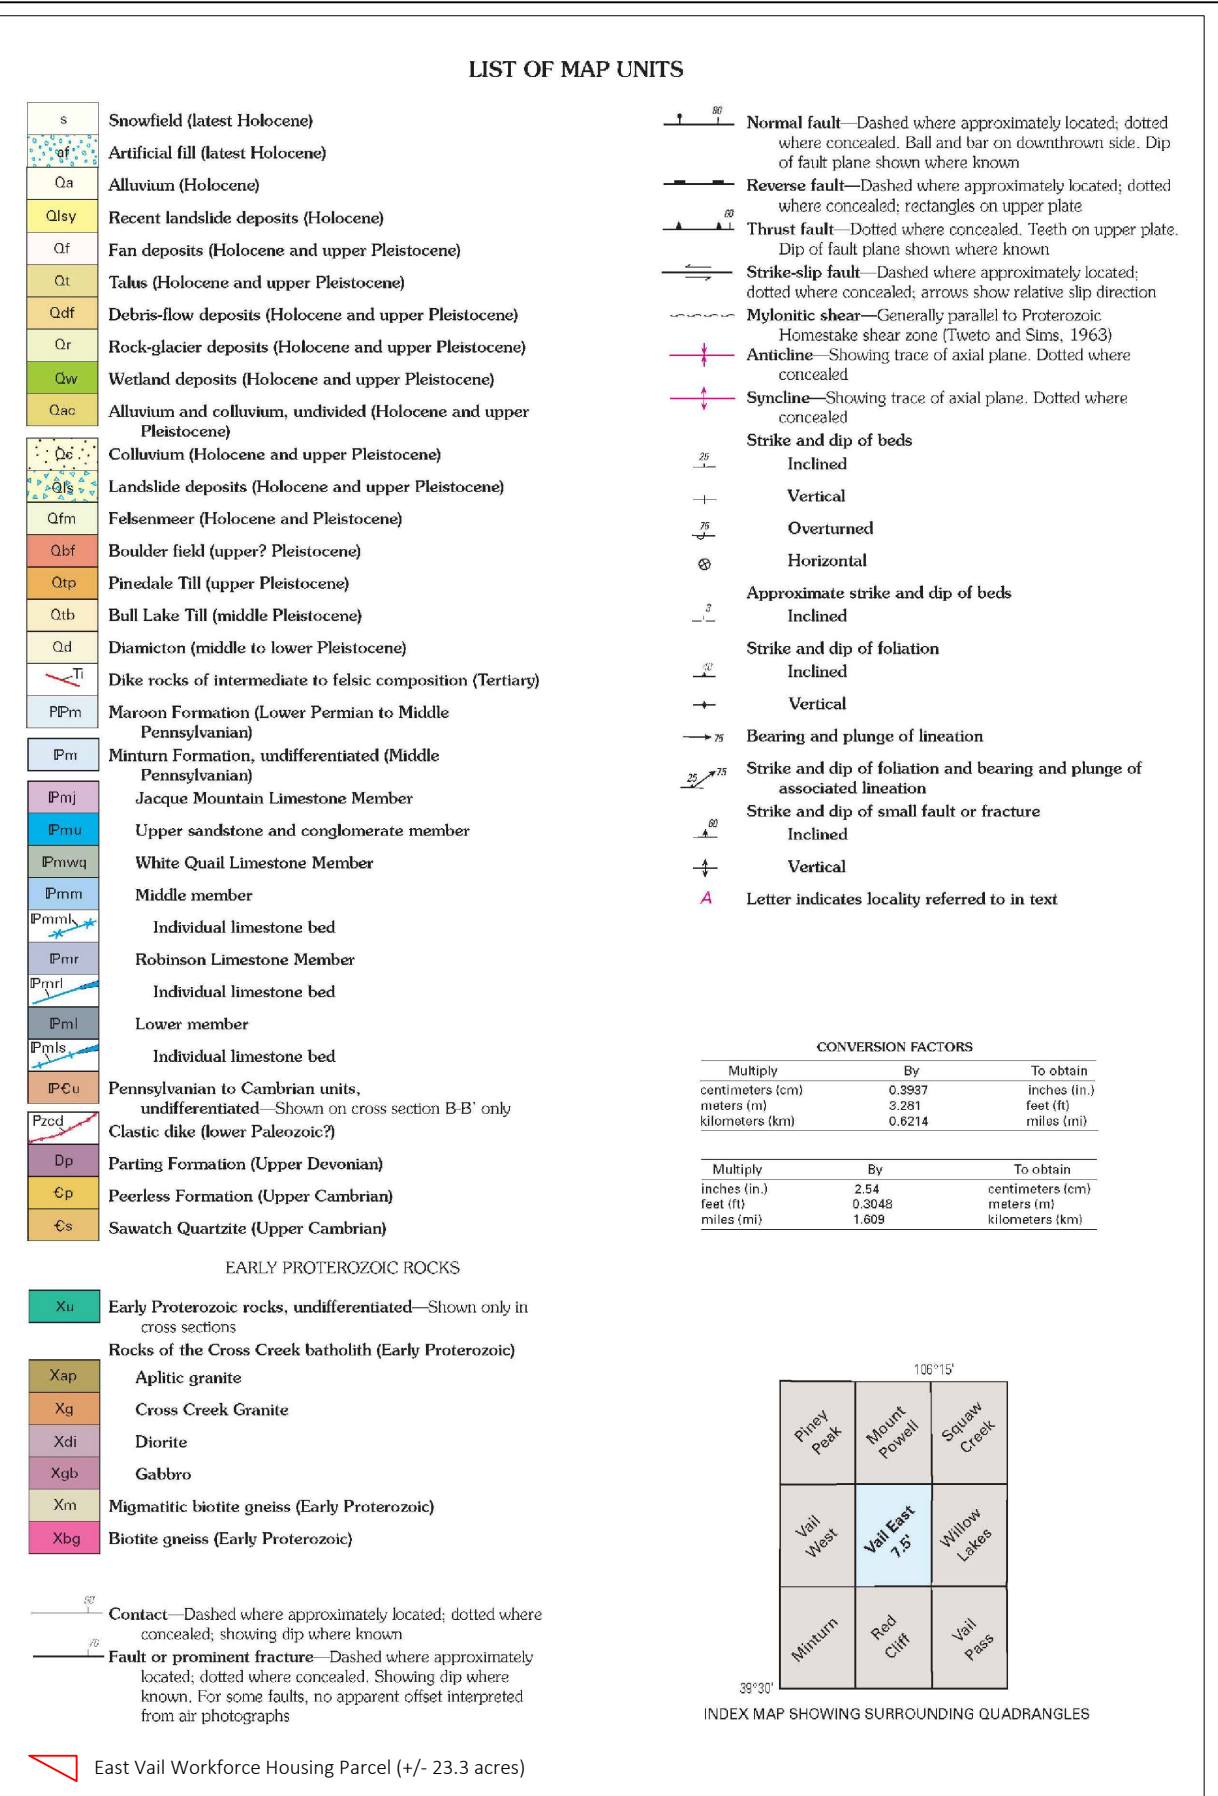 LIST OF MAP UNITS
s Snowfield (latest Holocene)
af Artificial fill (latest Holocene)
Qa Alluvium (Holocene)
Qlsy Recent landslide deposits (Holocene)
Qf Fan deposits (Holocene and upper Pleistocene)
Qt Talus (Holocene and upper Pleistocene)
Qdf Debris-flow deposits (Holocene and upper Pleistocene)
Qr Rock-glacier deposits (Holocene and upper Pleistocene)
Qw Wetland deposits (Holocene and upper Pleistocene)
Qac Alluvium and colluvium, undivided (Holocene and upper
Pleistocene)
Qc Colluvium (Holocene and upper Pleistocene)
Qls Landslide deposits (Holocene and upper Pleistocene)
Qfm Felsenmeer (Holocene and Pleistocene)
Qbf Boulder field (upper? Pleistocene)
Qtp Pinedale Till (upper Pleistocene)
Qtb Bull Lake Till (middle Pleistocene)
Qd Diamicton (middle to lower Pleistocene)
Ti Dike rocks of intermediate to felsic composition (Tertiary)
PℙPm Maroon Formation (Lower Permian to Middle
Pennsylvanian)
ℙm Minturn Formation, undifferentiated (Middle
Pennsylvanian)
ℙmj Jacque Mountain Limestone Member
ℙmu Upper sandstone and conglomerate member
ℙmwq White Quail Limestone Member
ℙmm Middle member
ℙmml Individual limestone bed
ℙmr Robinson Limestone Member
ℙmrl Individual limestone bed
ℙml Lower member
ℙmls Individual limestone bed
ℙ€u Pennsylvanian to Cambrian units,
undifferentiated—Shown on cross section B-B' only
Pzcd Clastic dike (lower Paleozoic?)
Dp Parting Formation (Upper Devonian)
€p Peerless Formation (Upper Cambrian)
€s Sawatch Quartzite (Upper Cambrian)
EARLY PROTEROZOIC ROCKS
Xu Early Proterozoic rocks, undifferentiated—Shown only in
cross sections
Rocks of the Cross Creek batholith (Early Proterozoic)
Xap Aplitic granite
Xg Cross Creek Granite
Xdi Diorite
Xgb Gabbro
Xm Migmatitic biotite gneiss (Early Proterozoic)
Xbg Biotite gneiss (Early Proterozoic)
Contact—Dashed where approximately located; dotted where
concealed; showing dip where known
Fault or prominent fracture—Dashed where approximately
located; dotted where concealed. Showing dip where
known. For some faults, no apparent offset interpreted
from air photographs
East Vail Workforce Housing Parcel (+/- 23.3 acres)
80 Normal fault—Dashed where approximately located; dotted
where concealed. Ball and bar on downthrown side. Dip
of fault plane shown where known
Reverse fault—Dashed where approximately located; dotted
where concealed; rectangles on upper plate
60 Thrust fault—Dotted where concealed. Teeth on upper plate.
Dip of fault plane shown where known
Strike-slip fault—Dashed where approximately located;
dotted where concealed; arrows show relative slip direction
Mylonitic shear—Generally parallel to Proterozoic
Homestake shear zone (Tweto and Sims, 1963)
Anticline—Showing trace of axial plane. Dotted where
concealed
Syncline—Showing trace of axial plane. Dotted where
concealed
Strike and dip of beds
25 Inclined
Vertical
75 Overturned
Horizontal
Approximate strike and dip of beds
3 Inclined
Strike and dip of foliation
Inclined
Vertical
75 Bearing and plunge of lineation
25 75 Strike and dip of foliation and bearing and plunge of
associated lineation
Strike and dip of small fault or fracture
60 Inclined
Vertical
A Letter indicates locality referred to in text
CONVERSION FACTORS
Multiply By To obtain
centimeters (cm) 0.3937 inches (in.)
meters (m) 3.281 feet (ft)
kilometers (km) 0.6214 miles (mi)
Multiply By To obtain
inches (in.) 2.54 centimeters (cm)
feet (ft) 0.3048 meters (m)
miles (mi) 1.609 kilometers (km)
106°15'
Piney Peak
Mount Powell
Squaw Creek
Vail West
Vail East 7.5'
Willow Lakes
Minturn
Red Cliff
Vail Pass
39°30'
INDEX MAP SHOWING SURROUNDING QUADRANGLES